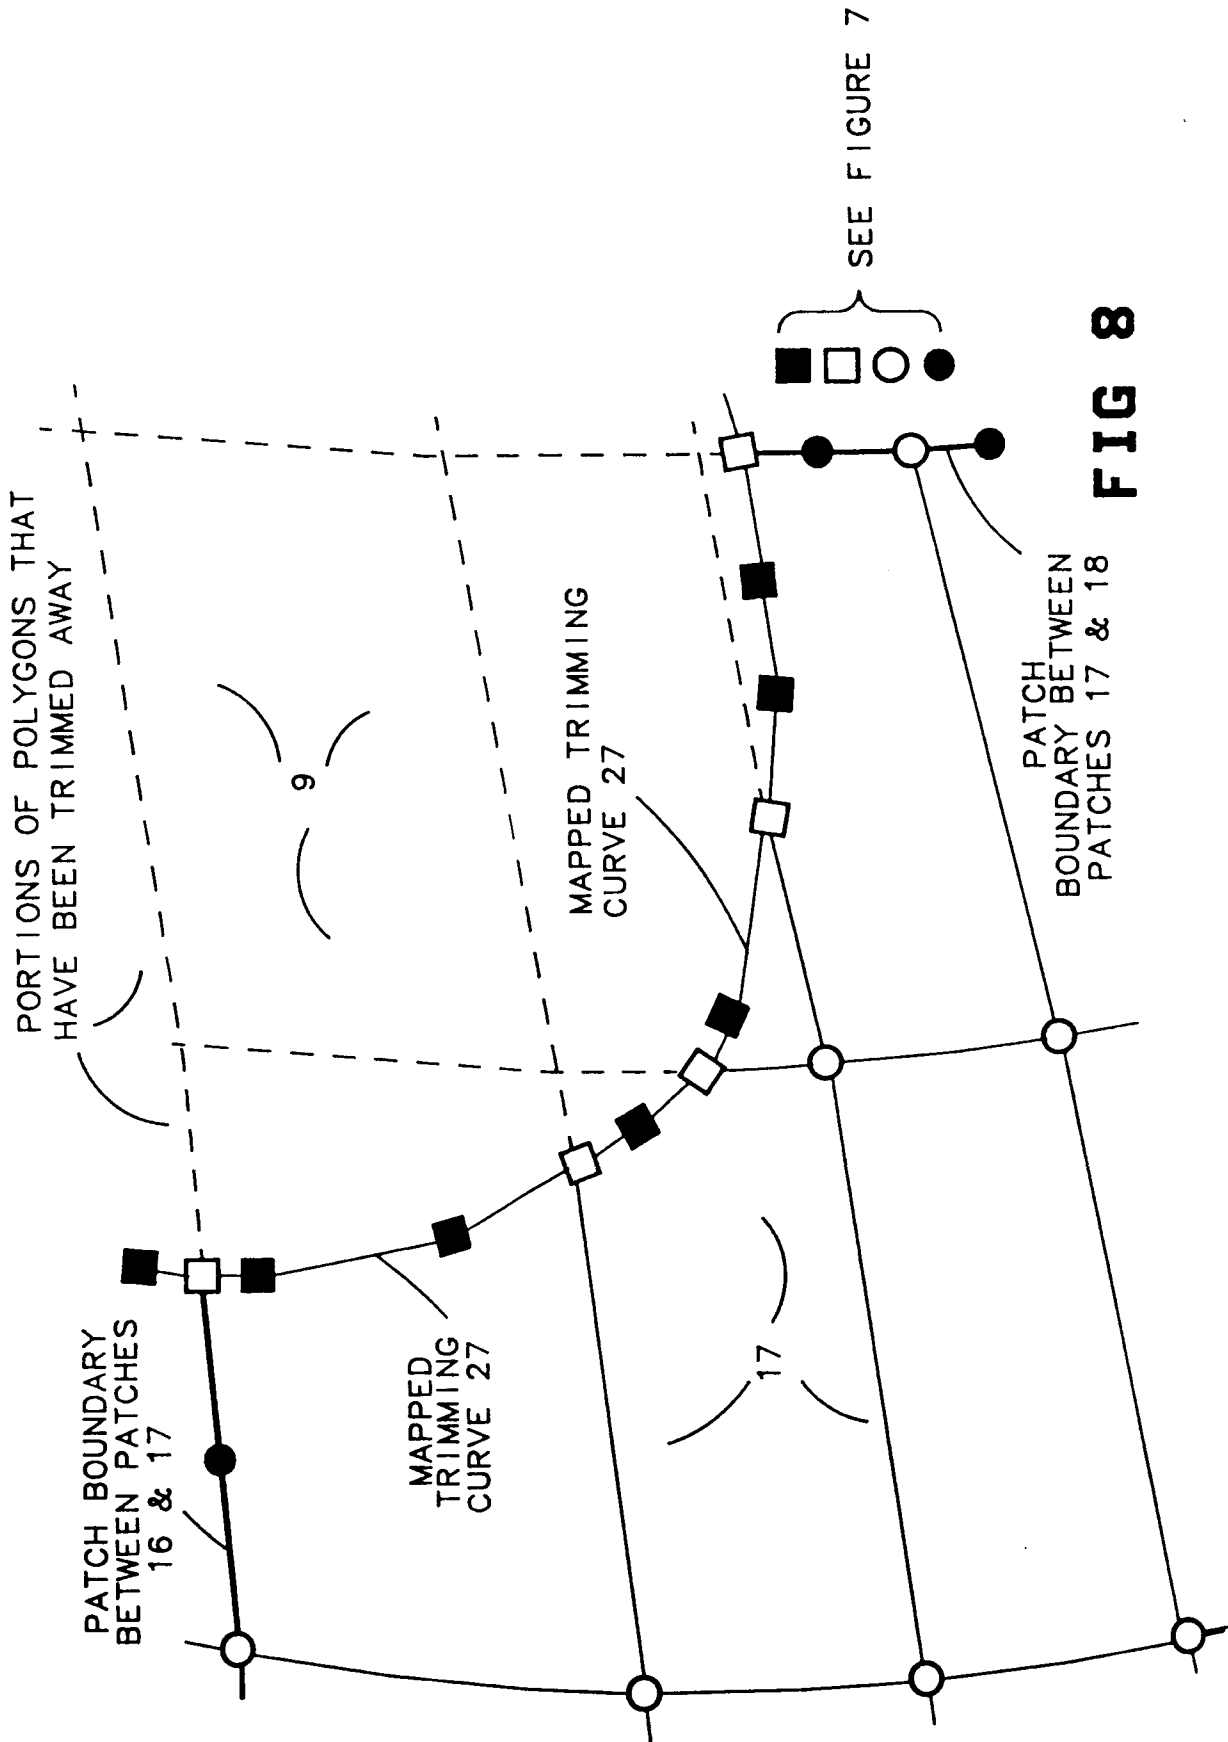 PORTIONS OF POLYGONS THAT
HAVE BEEN TRIMMED AWAY
PATCH BOUNDARY
BETWEEN PATCHES
16 & 17
9
MAPPED
TRIMMING
CURVE 27
MAPPED TRIMMING
CURVE 27
17
SEE FIGURE 7
PATCH
BOUNDARY BETWEEN
PATCHES 17 & 18
FIG 8